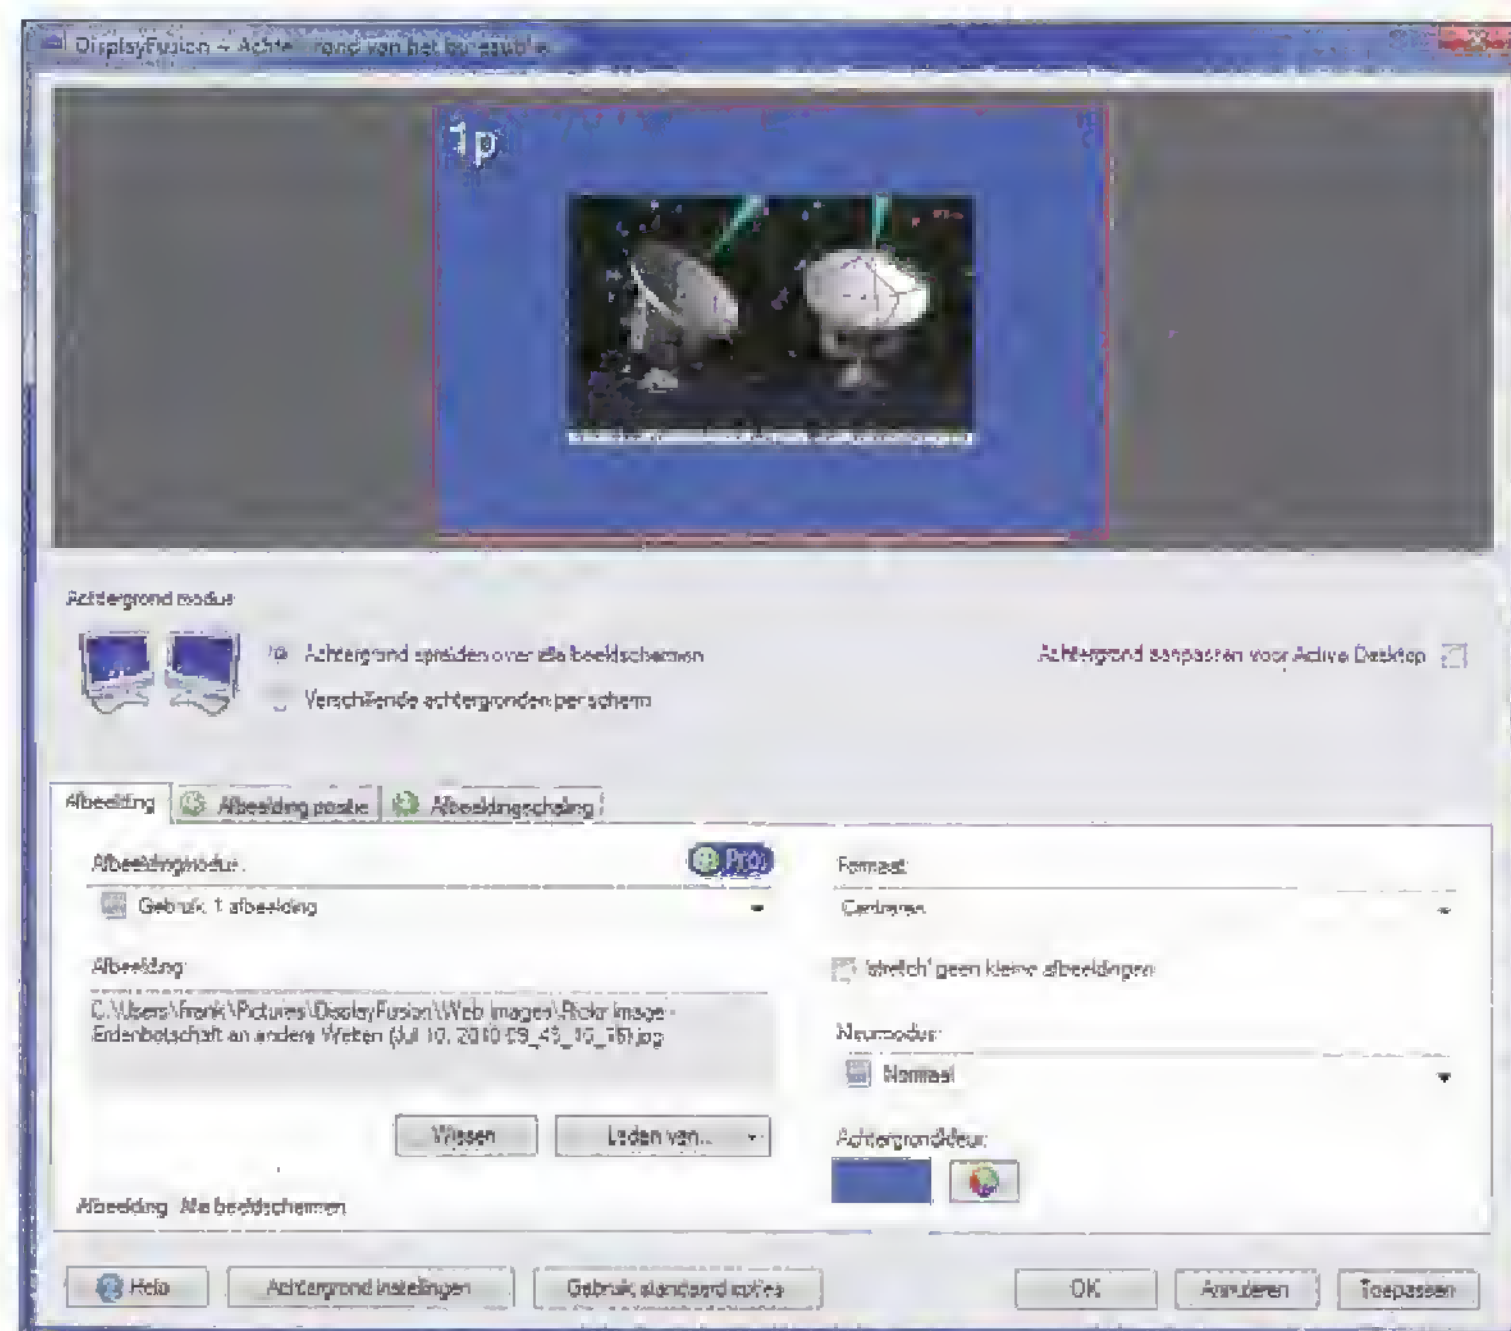 DisplayFusion - Achtergrond van het bureaublad
1p
Achtergrond modus
Achtergrond spreiden over alle beeldschermen
Achtergrond aanpassen voor Active Desktop
Verschillende achtergronden per scherm
Afbeelding
Afbeelding positie
Afbeeldingschaling
Afbeeldingmodus:
Pro
Formaat:
Gebruik 1 afbeelding
Centreren
Afbeelding:
'stretch' geen kleine afbeeldingen
C:\Users\Frank\Pictures\DisplayFusion\Web Images\Flickr Image -
Erdenbotschaft an andere Welten (Jul 10, 2010
Normaal
Wissen
Laden van...
Achtergrondkleur:
Afbeelding: Alle beeldschermen
Help
Achtergrond instellingen
Gebruik standaard opties
OK
Annuleren
Toepassen